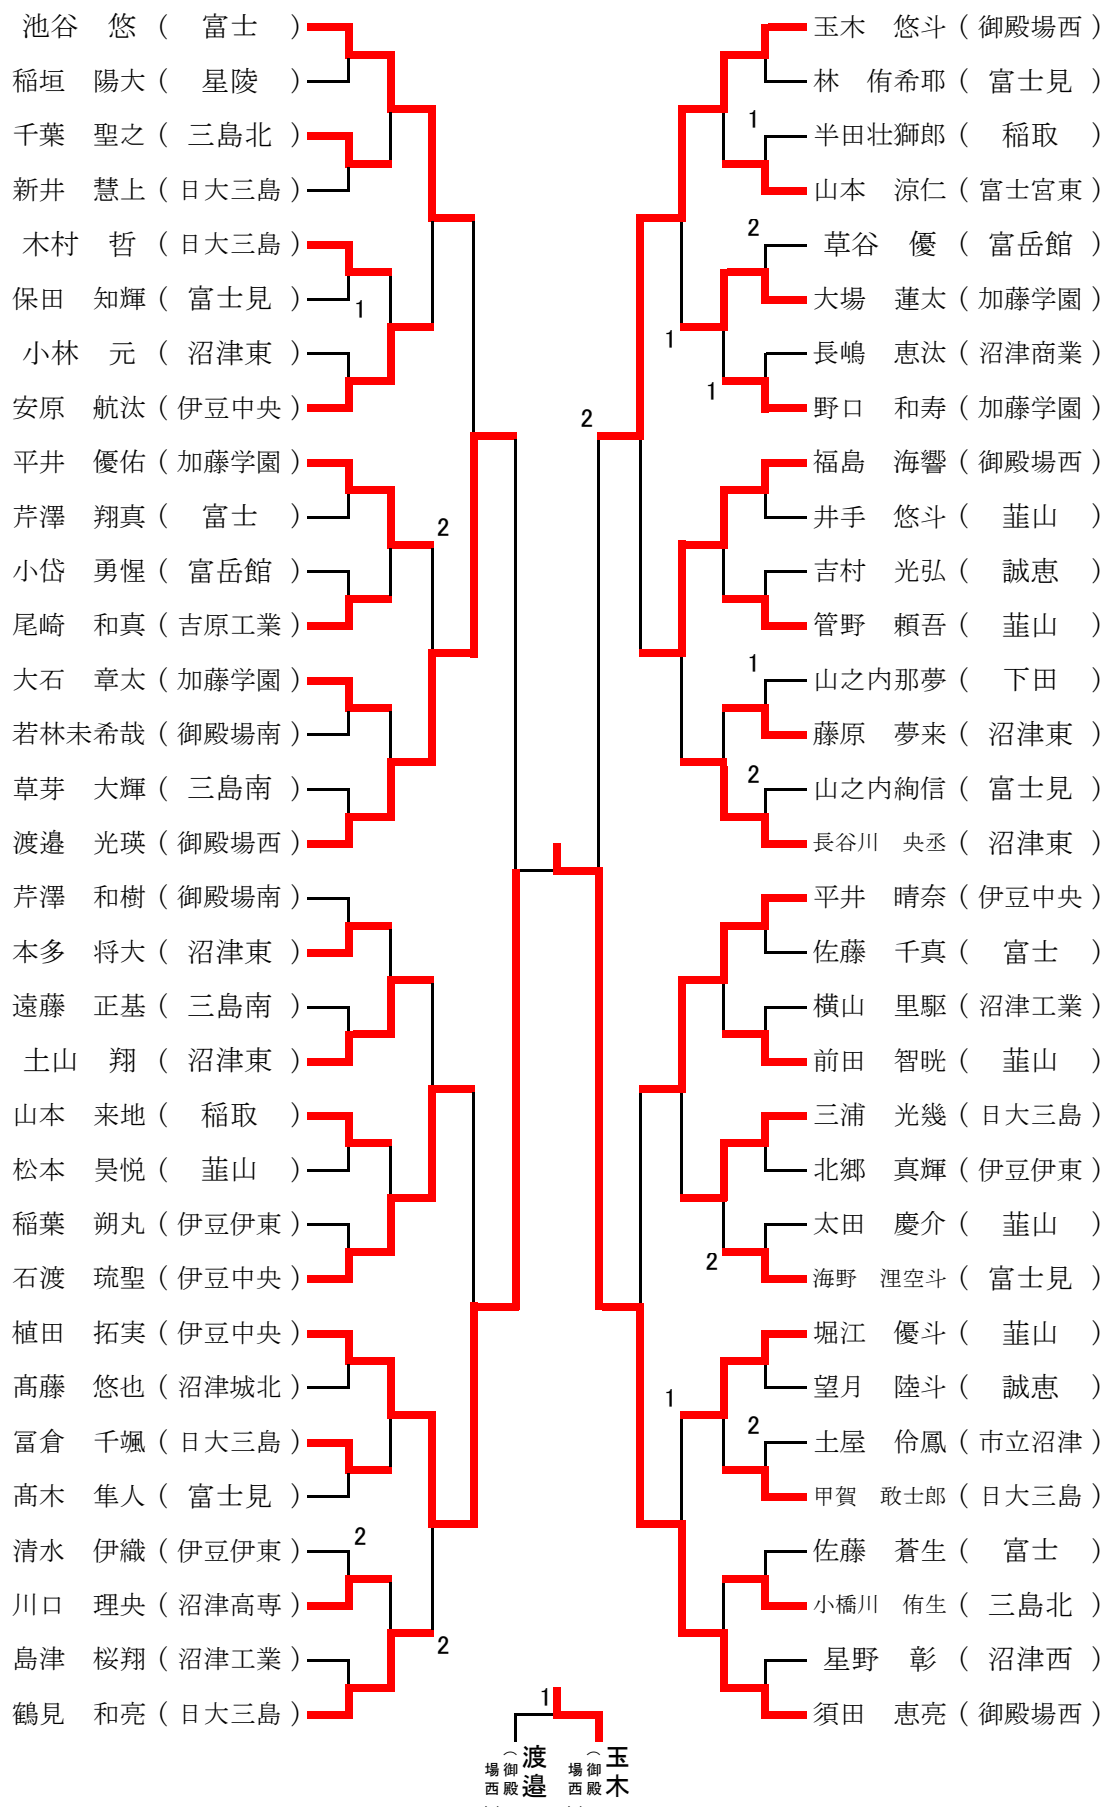 池谷 悠 ( 富士 )
稲垣 陽大 ( 星陵 )
千葉 聖之 ( 三島北 )
新井 慧上 ( 日大三島 )
木村 哲 ( 日大三島 )
保田 知輝 ( 富士見 )
1
小林 元 ( 沼津東 )
安原 航汰 ( 伊豆中央 )
平井 優佑 ( 加藤学園 )
芹澤 翔真 ( 富士 )
2
小岱 勇惺 ( 富岳館 )
尾崎 和真 ( 吉原工業 )
大石 章太 ( 加藤学園 )
若林未希哉 ( 御殿場南 )
草芽 大輝 ( 三島南 )
渡邉 光瑛 ( 御殿場西 )
芹澤 和樹 ( 御殿場南 )
本多 将大 ( 沼津東 )
遠藤 正基 ( 三島南 )
土山 翔 ( 沼津東 )
山本 来地 ( 稲取 )
松本 昊悦 ( 韮山 )
稲葉 朔丸 ( 伊豆伊東 )
石渡 琉聖 ( 伊豆中央 )
植田 拓実 ( 伊豆中央 )
髙藤 悠也 ( 沼津城北 )
冨倉 千颯 ( 日大三島 )
髙木 隼人 ( 富士見 )
清水 伊織 ( 伊豆伊東 )
2
川口 理央 ( 沼津高専 )
2
島津 桜翔 ( 沼津工業 )
鶴見 和亮 ( 日大三島 )
玉木 悠斗 ( 御殿場西 )
林 侑希耶 ( 富士見 )
1
半田壮獅郎 ( 稲取 )
山本 涼仁 ( 富士宮東 )
2
草谷 優 ( 富岳館 )
大場 蓮太 ( 加藤学園 )
1
長嶋 恵汰 ( 沼津商業 )
1
野口 和寿 ( 加藤学園 )
2
福島 海響 ( 御殿場西 )
井手 悠斗 ( 韮山 )
吉村 光弘 ( 誠恵 )
管野 頼吾 ( 韮山 )
1
山之内那夢 ( 下田 )
藤原 夢来 ( 沼津東 )
2
山之内絢信 ( 富士見 )
長谷川 央丞 ( 沼津東 )
平井 晴奈 ( 伊豆中央 )
佐藤 千真 ( 富士 )
横山 里駆 ( 沼津工業 )
前田 智晄 ( 韮山 )
三浦 光幾 ( 日大三島 )
北郷 真輝 ( 伊豆伊東 )
太田 慶介 ( 韮山 )
2
海野 浬空斗 ( 富士見 )
堀江 優斗 ( 韮山 )
望月 陸斗 ( 誠恵 )
1
2
土屋 伶鳳 ( 市立沼津 )
甲賀 敢士郎 ( 日大三島 )
佐藤 蒼生 ( 富士 )
小橋川 侑生 ( 三島北 )
星野 彰 ( 沼津西 )
須田 恵亮 ( 御殿場西 )
1
渡邉
(御殿
場西
玉木
(御殿
場西